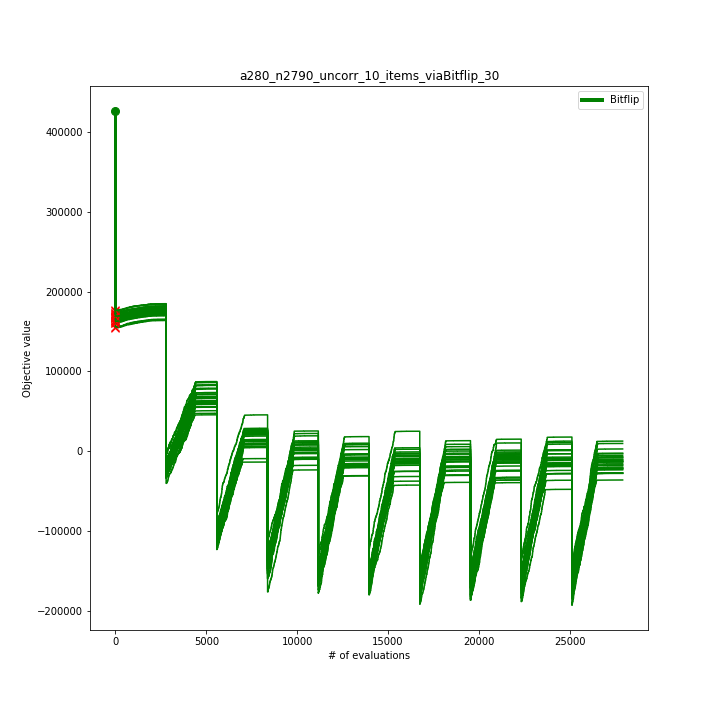 a280_n2790_uncorr_10_items_viaBitflip_30
Bitflip
400000
300000
200000
100000
0
−100000
−200000
Objective value
0 5000 10000 15000 20000 25000
# of evaluations